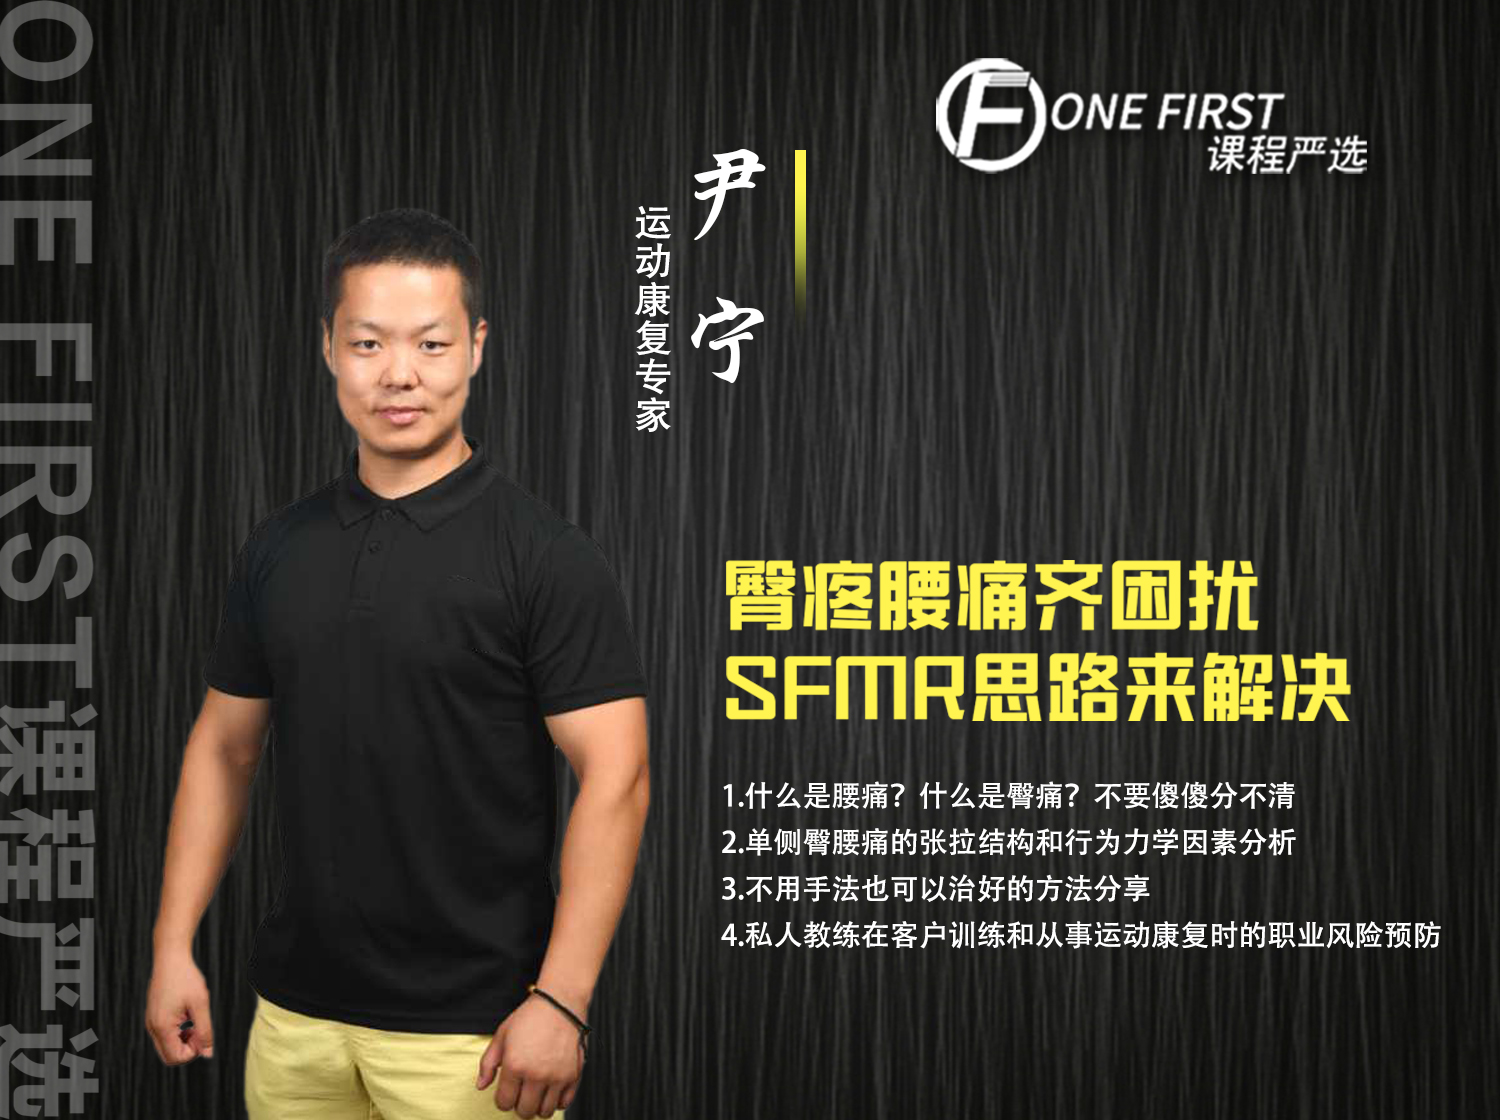 ONE FIRST课程严选
ONE FIRST
课程严选
尹宁
运动康复专家
臀疼腰痛齐困扰
SFMR思路来解决
1.什么是腰痛？什么是臀痛？不要傻傻分不清
2.单侧臀腰痛的张拉结构和行为力学因素分析
3.不用手法也可以治好的方法分享
4.私人教练在客户训练和从事运动康复时的职业风险预防